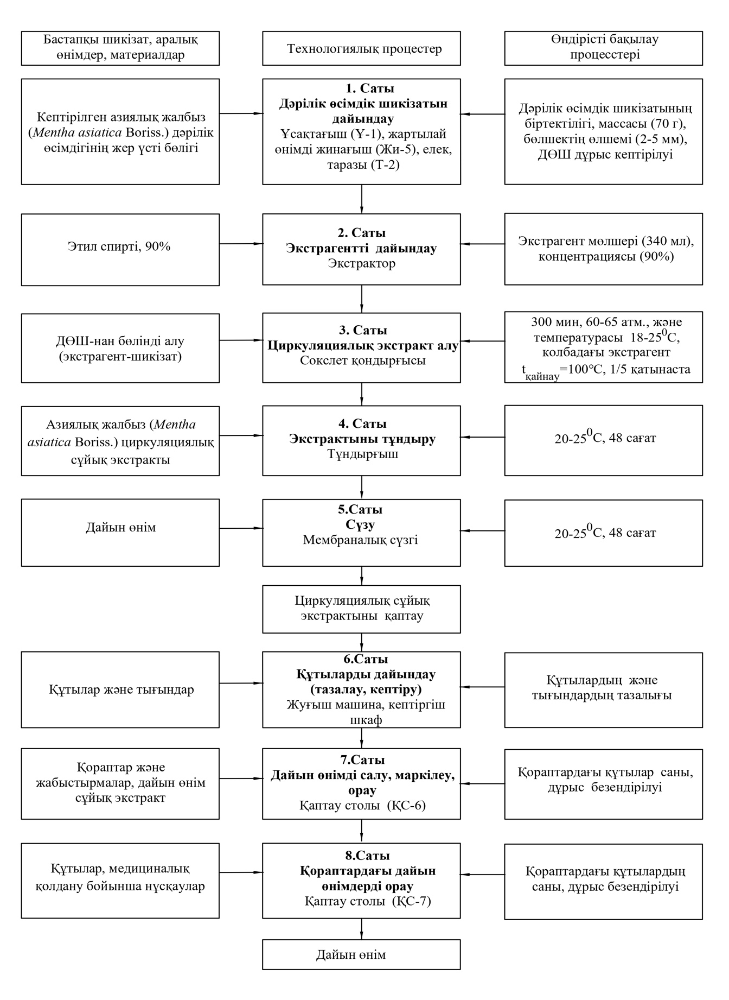 Бастапқы шикізат, аралық
өнімдер, материалдар
Технологиялық процестер
Өндірісті бақылау
процесстері
Кептірілген азиялық жалбыз
(Mentha asiatica Boriss.) дәрілік
өсімдігінің жер үсті бөлігі
1. Саты
Дәрілік өсімдік шикізатын
дайындау
Ұсақтағыш (Ұ-1), жартылай
өнімді жинағыш (Жи-5), елек,
таразы (Т-2)
Дәрілік өсімдік шикізатының
біртектілігі, массасы (70 г),
бөлшектің өлшемі (2-5 мм),
ДӨШ дұрыс кептірілуі
Этил спирті, 90%
2. Саты
Экстрагентті дайындау
Экстрактор
Экстрагент мөлшері (340 мл),
концентрациясы (90%)
ДӨШ-нан бөлінді алу
(экстрагент-шикізат)
3. Саты
Циркуляциялық экстракт алу
Сокслет қондырғысы
300 мин, 60-65 атм., және
температурасы 18-25⁰С,
колбадағы экстрагент
tқайнау=100°С, 1/5 қатынаста
Азиялық жалбыз (Mentha
asiatica Boriss.) циркуляциялық
сұйық экстракты
4. Саты
Экстрактыны тұндыру
Тұндырғыш
20-25⁰С, 48 сағат
Дайын өнім
5.Саты
Сүзу
Мембраналық сүзгі
20-25⁰С, 48 сағат
Циркуляциялық сұйық
экстрактыны қаптау
Құтылар және тығындар
6.Саты
Құтыларды дайындау
(тазалау, кептіру)
Жуғыш машина, кептіргіш
шкаф
Құтылардың және
тығындардың тазалығы
Қораптар және
жабыстырмалар, дайын өнім
сұйық экстракт
7.Саты
Дайын өнімді салу, маркілеу,
орау
Қаптау столы (ҚС-6)
Қораптардағы құтылар саны,
дұрыс безендірілуі
Құтылар, медициналық
қолдану бойынша нұсқаулар
8.Саты
Қораптардағы дайын
өнімдерді орау
Қаптау столы (ҚС-7)
Қораптардағы құтылардың
саны, дұрыс безендірілуі
Дайын өнім